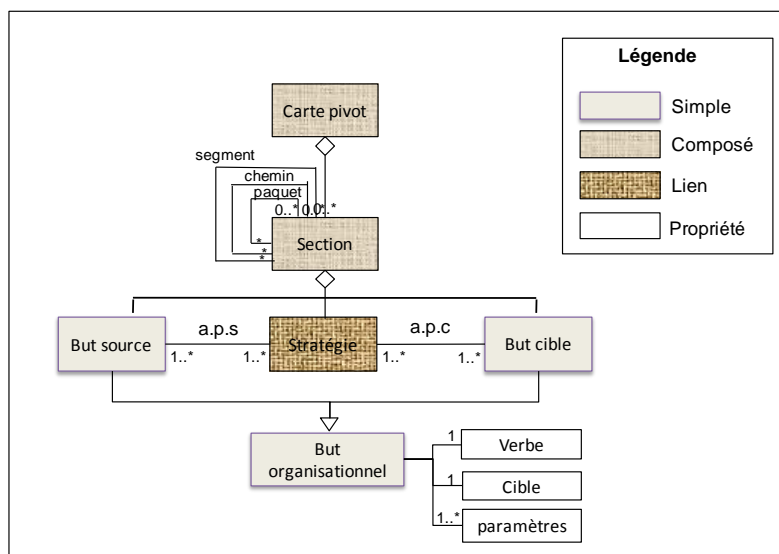 Légende
Simple
Composé
Lien
Propriété
Carte pivot
segment
chemin
paquet
0..* 0..* 0..*
*
*
*
Section
But source
a.p.s
1..* 1..*
Stratégie
a.p.c
1..* 1..*
But cible
But
organisationnel
1
Verbe
1
Cible
1..*
paramètres